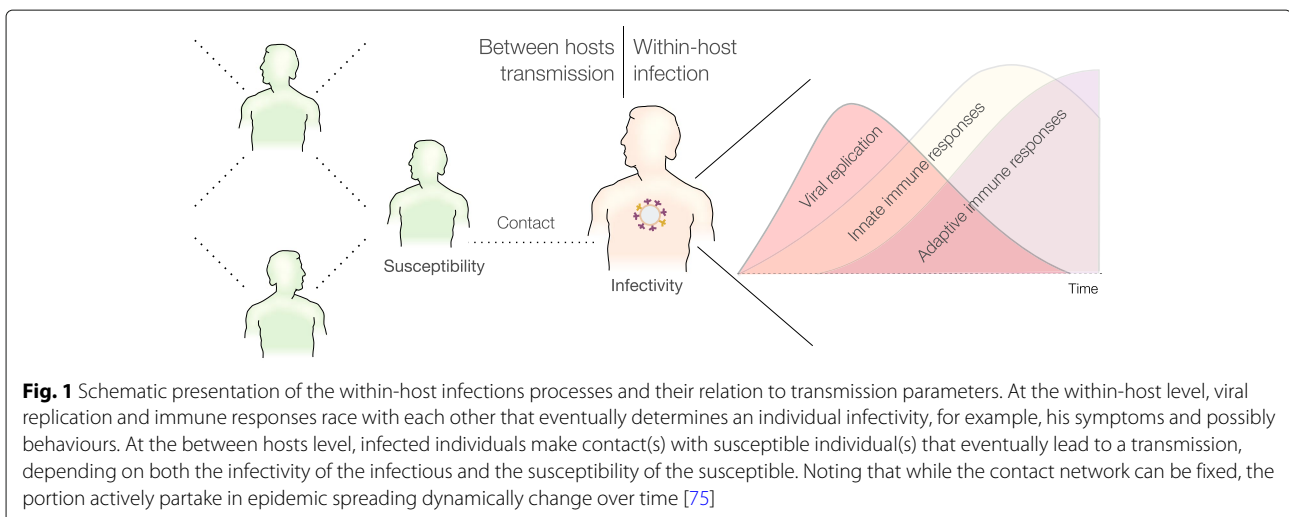 Between hosts
transmission
Within-host
infection
Contact
Susceptibility
Infectivity
Viral replication
Innate immune responses
Adaptive immune responses
Time
Fig. 1 Schematic presentation of the within-host infections processes and their relation to transmission parameters. At the within-host level, viral
replication and immune responses race with each other that eventually determines an individual infectivity, for example, his symptoms and possibly
behaviours. At the between hosts level, infected individuals make contact(s) with susceptible individual(s) that eventually lead to a transmission,
depending on both the infectivity of the infectious and the susceptibility of the susceptible. Noting that while the contact network can be fixed, the
portion actively partake in epidemic spreading dynamically change over time [75]